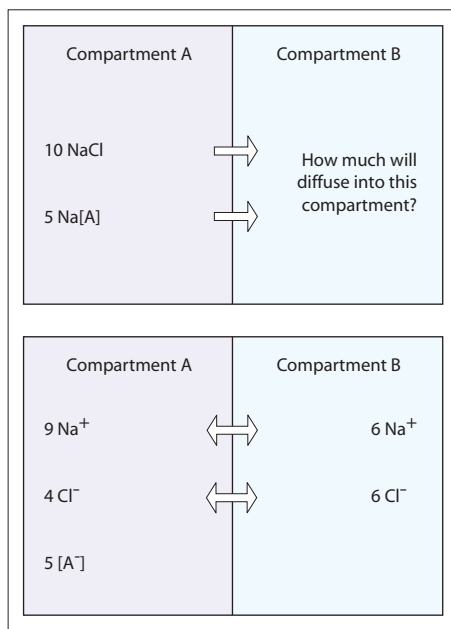 Compartment A
Compartment B
10 NaCl
5 Na[A]
How much will
diffuse into this
compartment?
Compartment A
Compartment B
9 Na⁺
6 Na⁺
4 Cl⁻
6 Cl⁻
5 [A⁻]